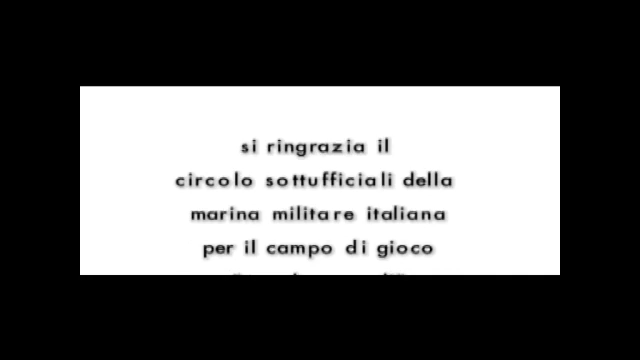 si ringrazia il
circolo sottufficiali della
marina militare italiana
per il campo di gioco